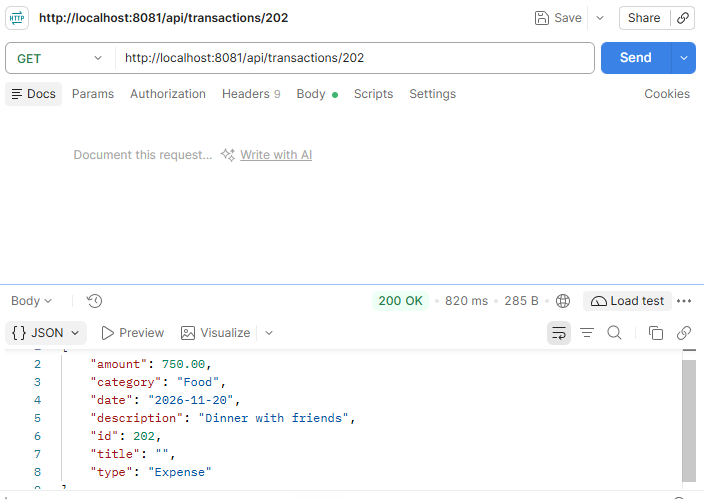 HTTP http://localhost:8081/api/transactions/202 Save Share
GET http://localhost:8081/api/transactions/202 Send
Docs Params Authorization Headers 9 Body Scripts Settings Cookies
Document this request... Write with AI
Body 200 OK 820 ms 285 B Load test
{} JSON Preview Visualize
2 "amount": 750.00,
3 "category": "Food",
4 "date": "2026-11-20",
5 "description": "Dinner with friends",
6 "id": 202,
7 "title": "",
8 "type": "Expense"